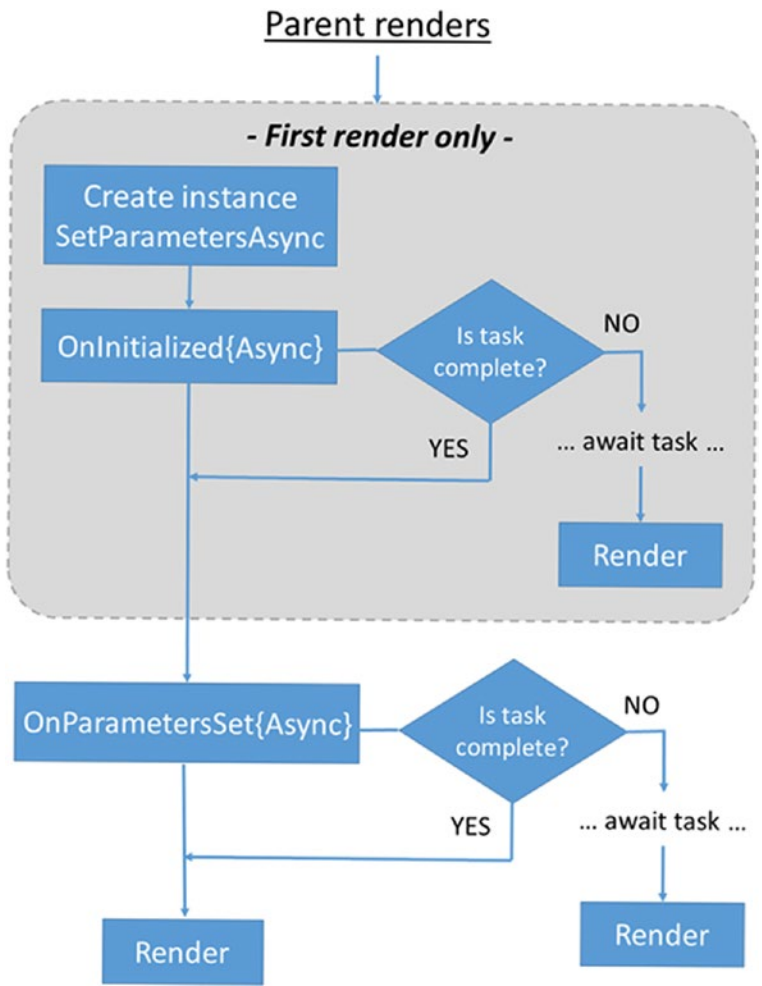 Parent renders
- First render only -
Create instance
SetParametersAsync
OnInitialized{Async}
Is task
complete?
NO
YES
... await task ...
Render
OnParametersSet{Async}
Is task
complete?
NO
YES
... await task ...
Render
Render